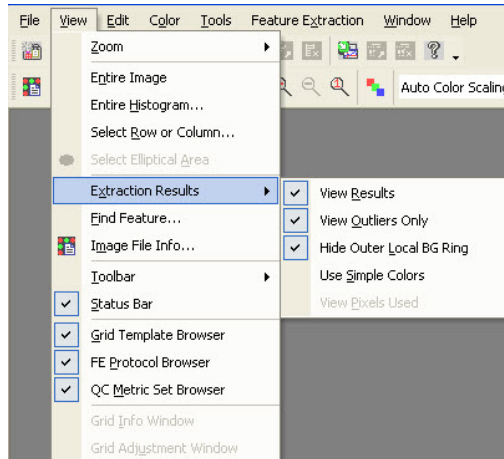 File View Edit Color Tools Feature Extraction Window Help
Zoom
Entire Image
Entire Histogram...
Auto Color Scalin
Select Row or Column...
Select Elliptical Area
Extraction Results
View Results
Find Feature...
View Outliers Only
Image File Info...
Hide Outer Local BG Ring
Toolbar
Use Simple Colors
Status Bar
View Pixels Used
Grid Template Browser
FE Protocol Browser
QC Metric Set Browser
Grid Info Window
Grid Adjustment Window